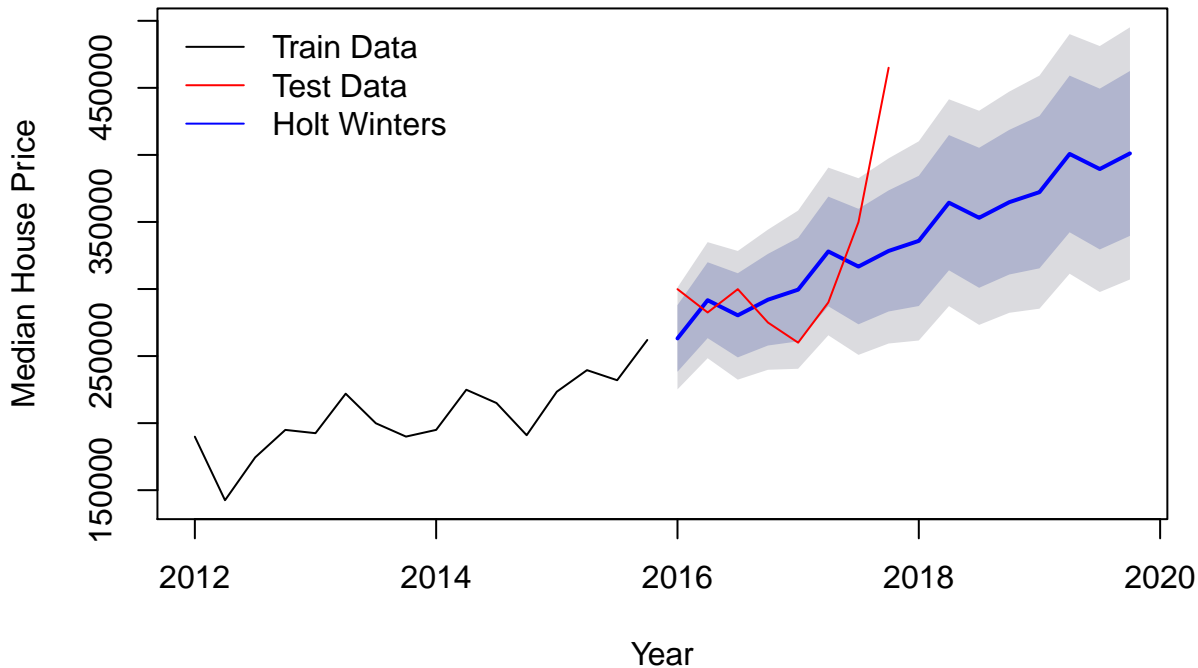 Train Data
Test Data
Holt Winters
Median House Price
450000
350000
250000
150000
2012
2014
2016
2018
2020
Year